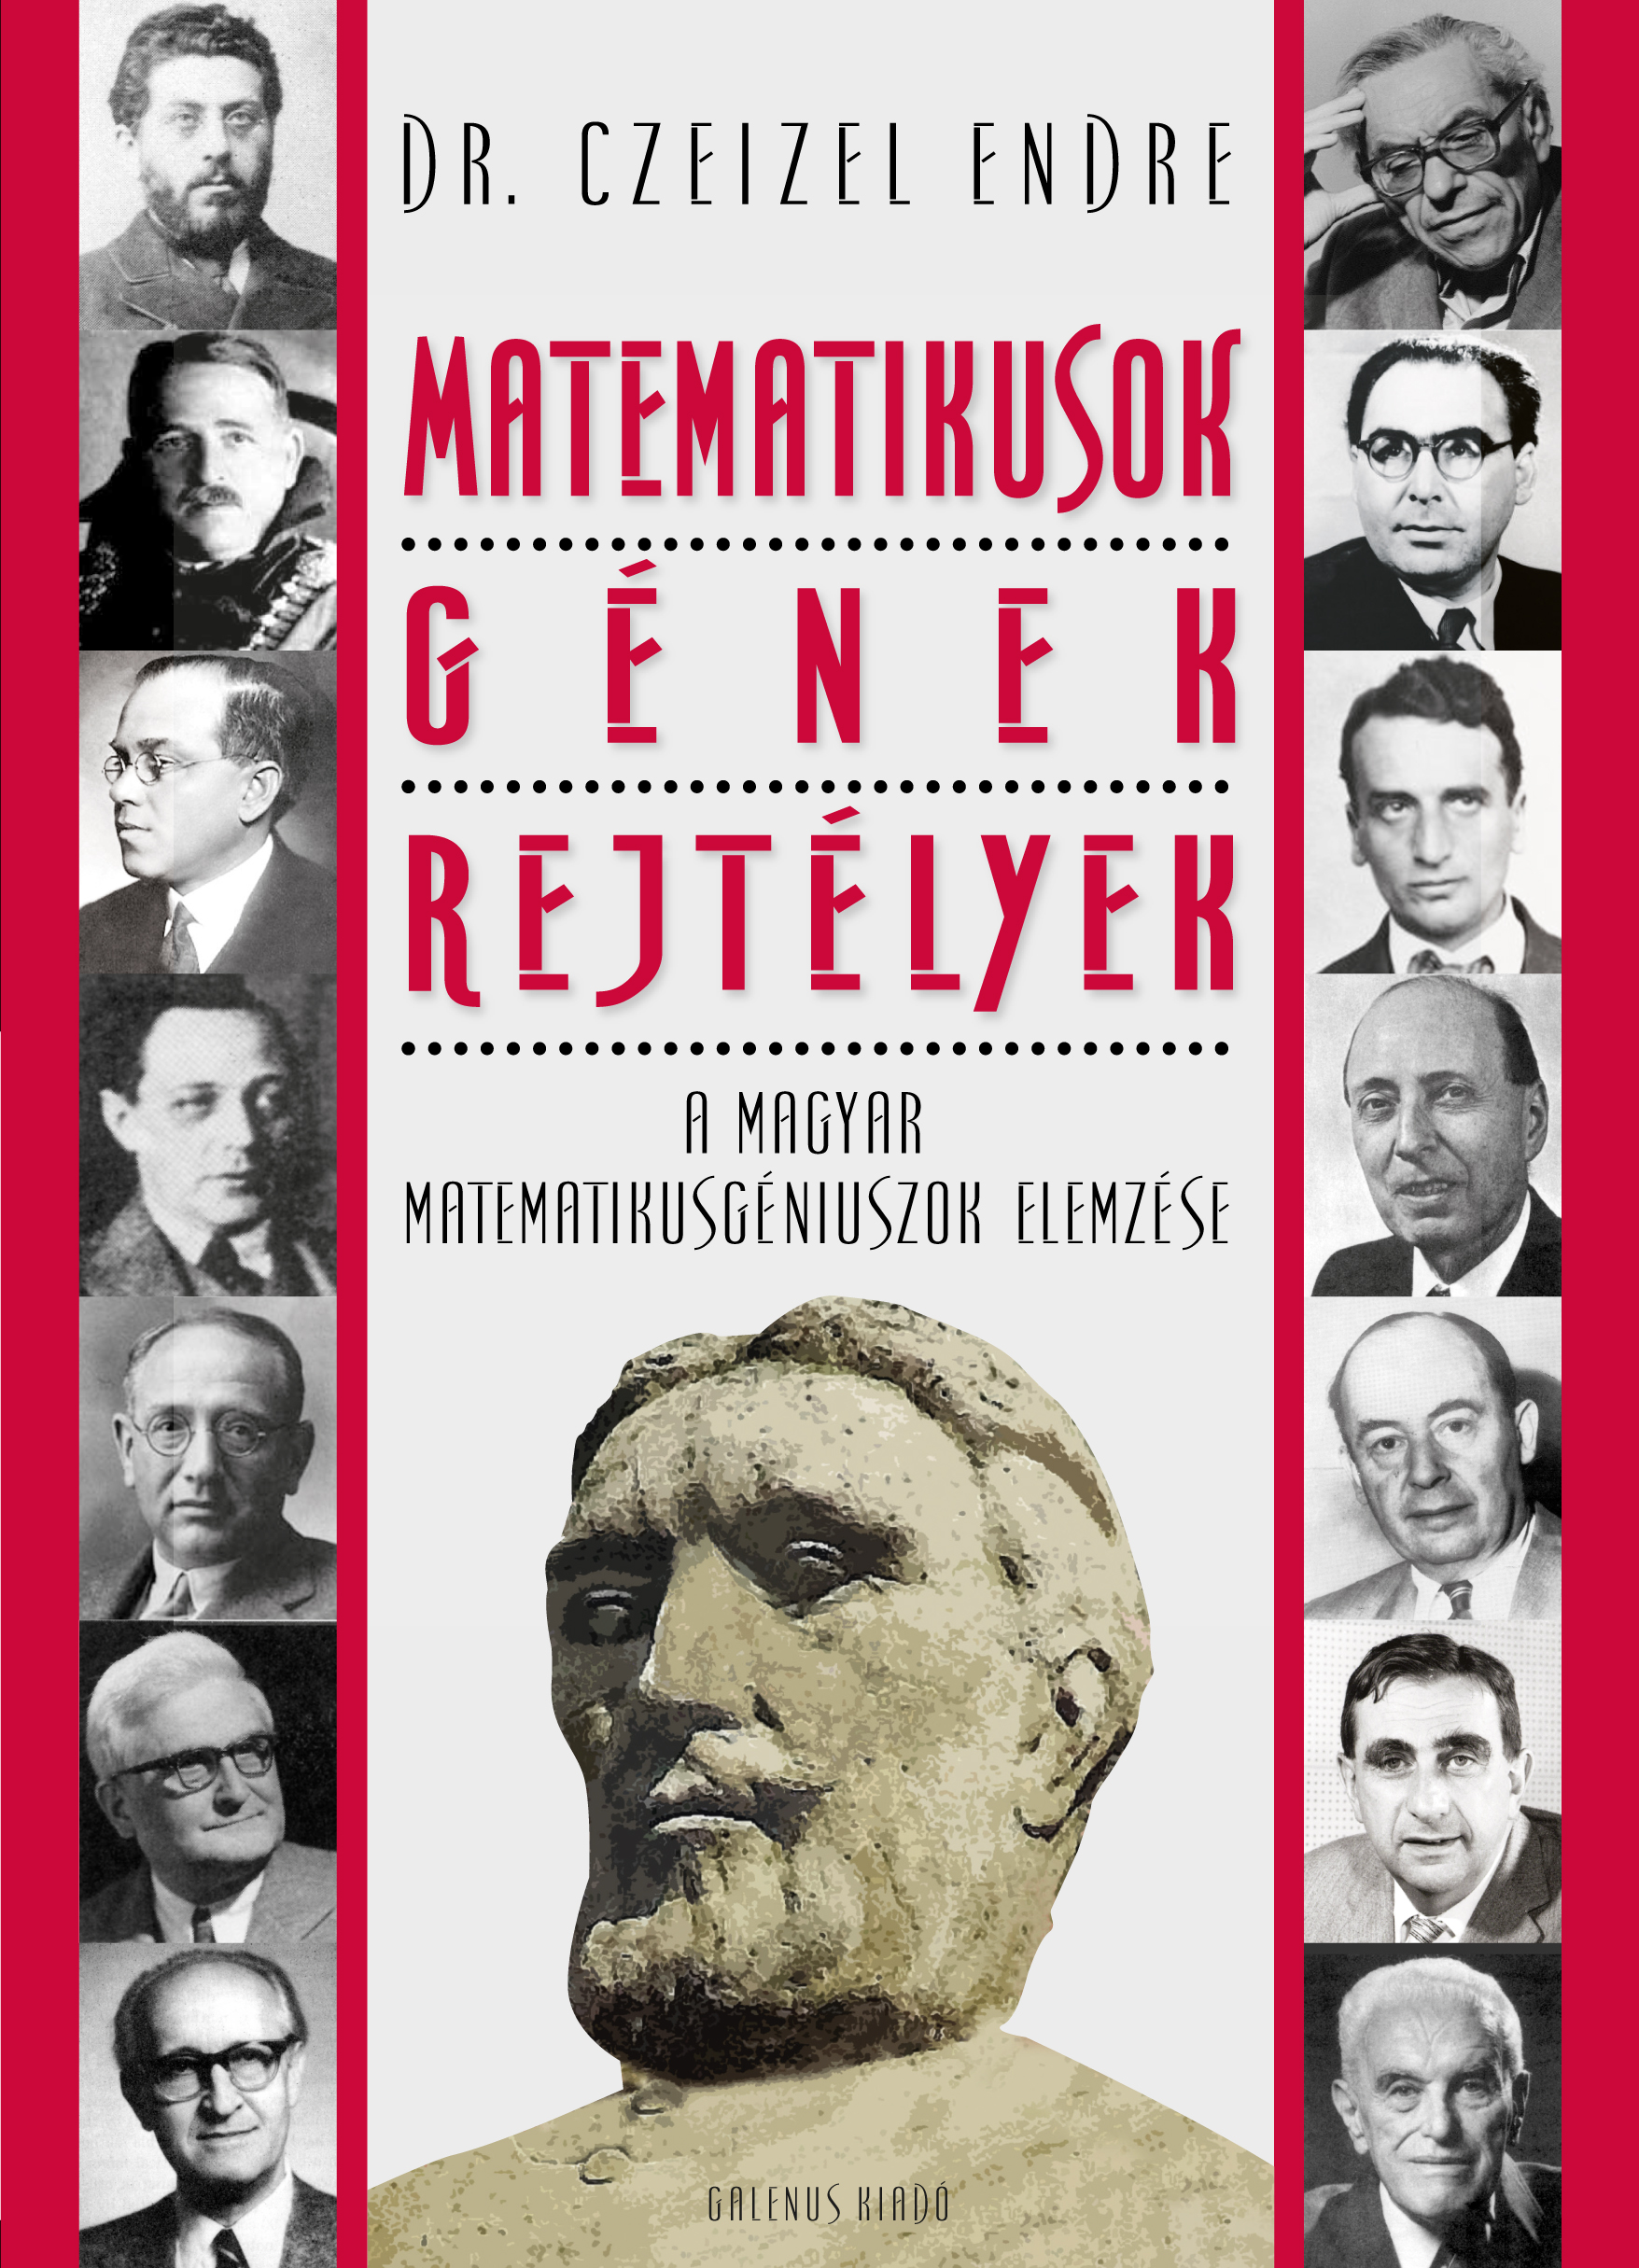 DR. CZEIZEL ENDRE
MATEMATIKUSOK
GÉNEK
REJTÉLYEK
A MAGYAR
MATEMATIKUSGÉNIUSZOK ELEMZÉSE
GALENUS KIADÓ